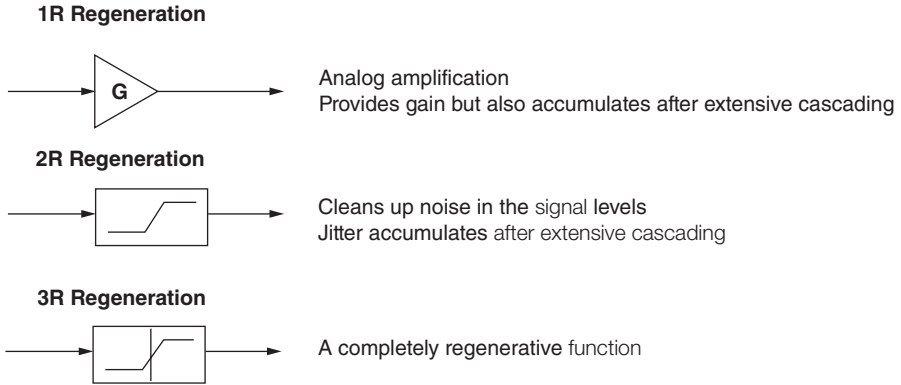 1R Regeneration
G
Analog amplification
Provides gain but also accumulates after extensive cascading
2R Regeneration
Cleans up noise in the signal levels
Jitter accumulates after extensive cascading
3R Regeneration
A completely regenerative function